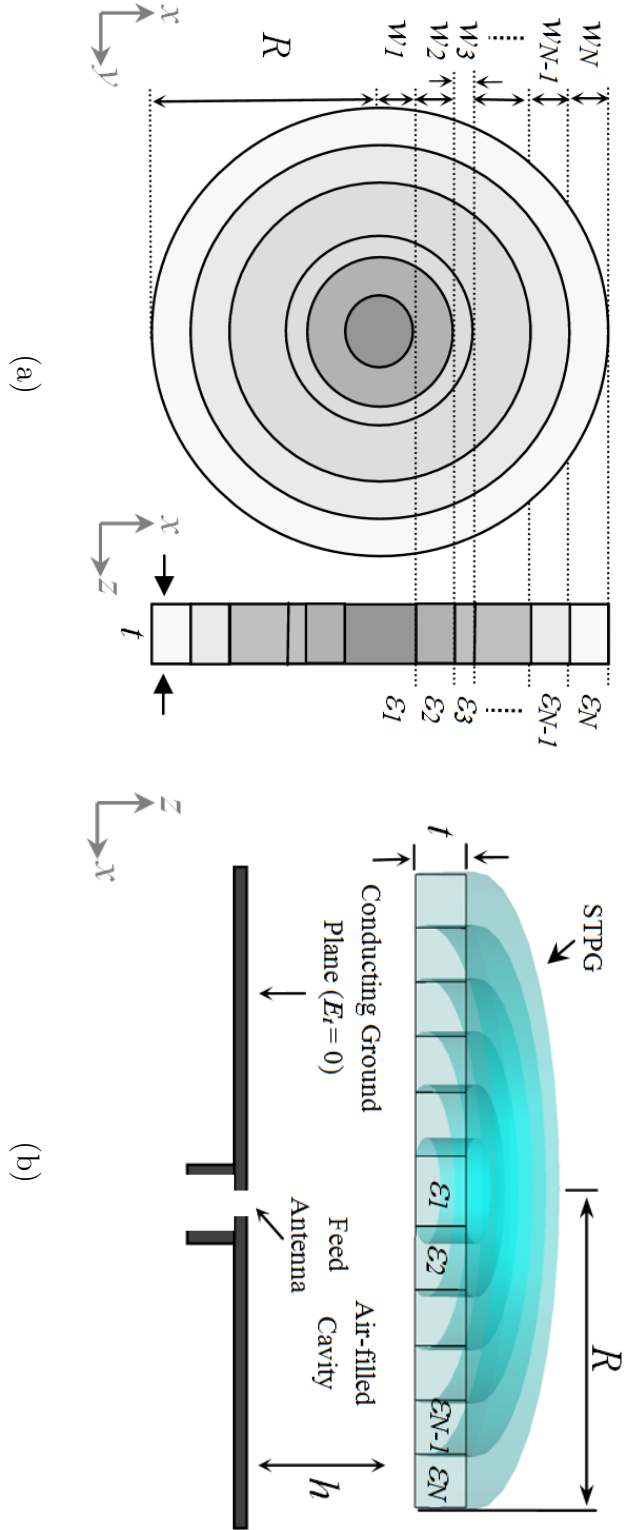 x
y
R
w1
w2
w3
......
wN-1
wN
(a)
x
z
t
ε1
ε2
ε3
......
εN-1
εN
z
x
t
STPG
R
ε1
ε2
εN-1
εN
Conducting Ground
Plane (Et = 0)
Feed
Antenna
Air-filled
Cavity
h
(b)